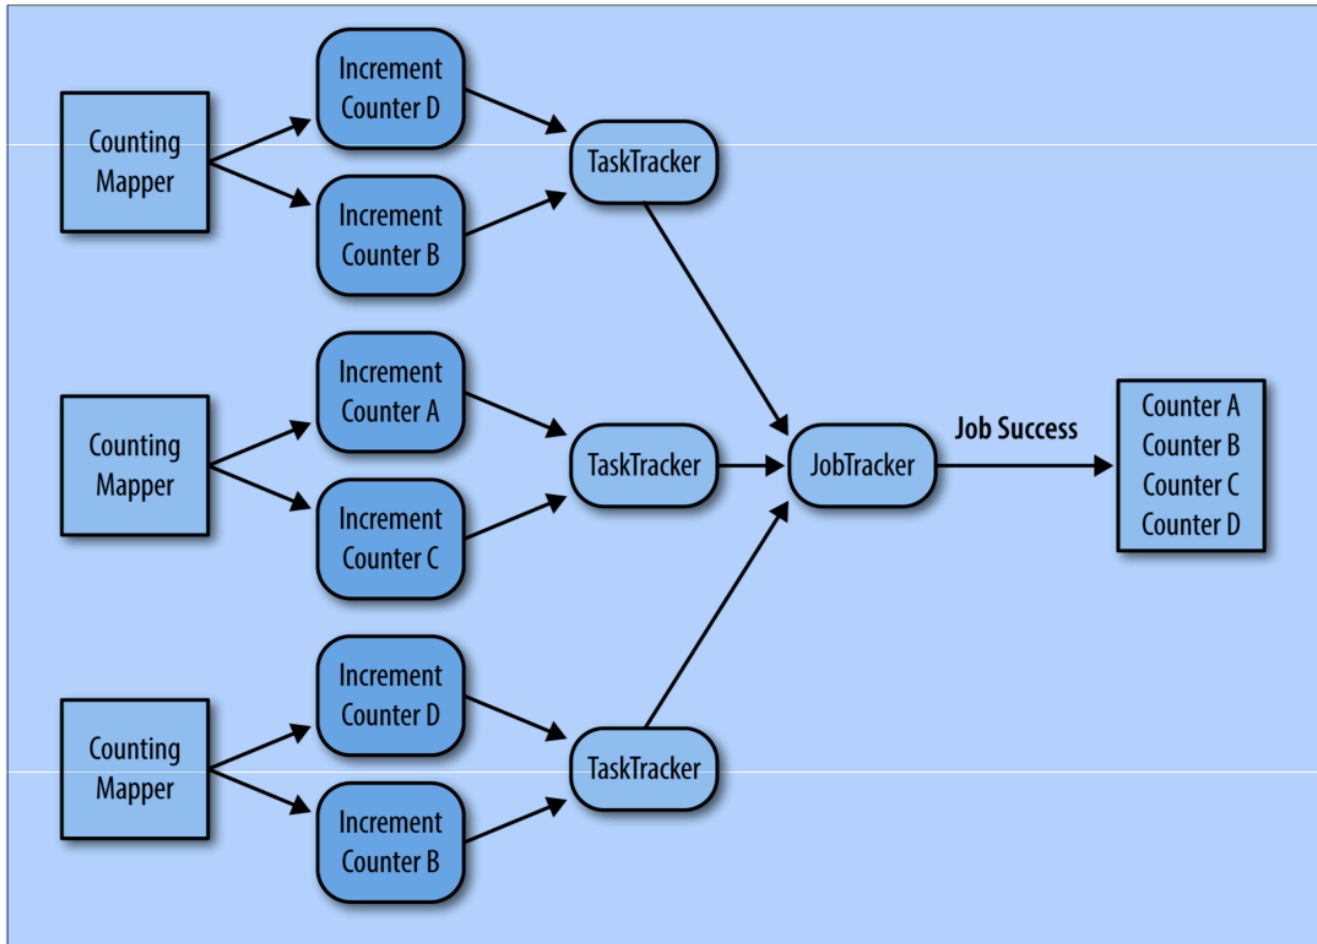 Counting
Mapper
Increment
Counter D
Increment
Counter B
TaskTracker
Counting
Mapper
Increment
Counter A
Increment
Counter C
TaskTracker
Counting
Mapper
Increment
Counter D
Increment
Counter B
TaskTracker
JobTracker
Job Success
Counter A
Counter B
Counter C
Counter D